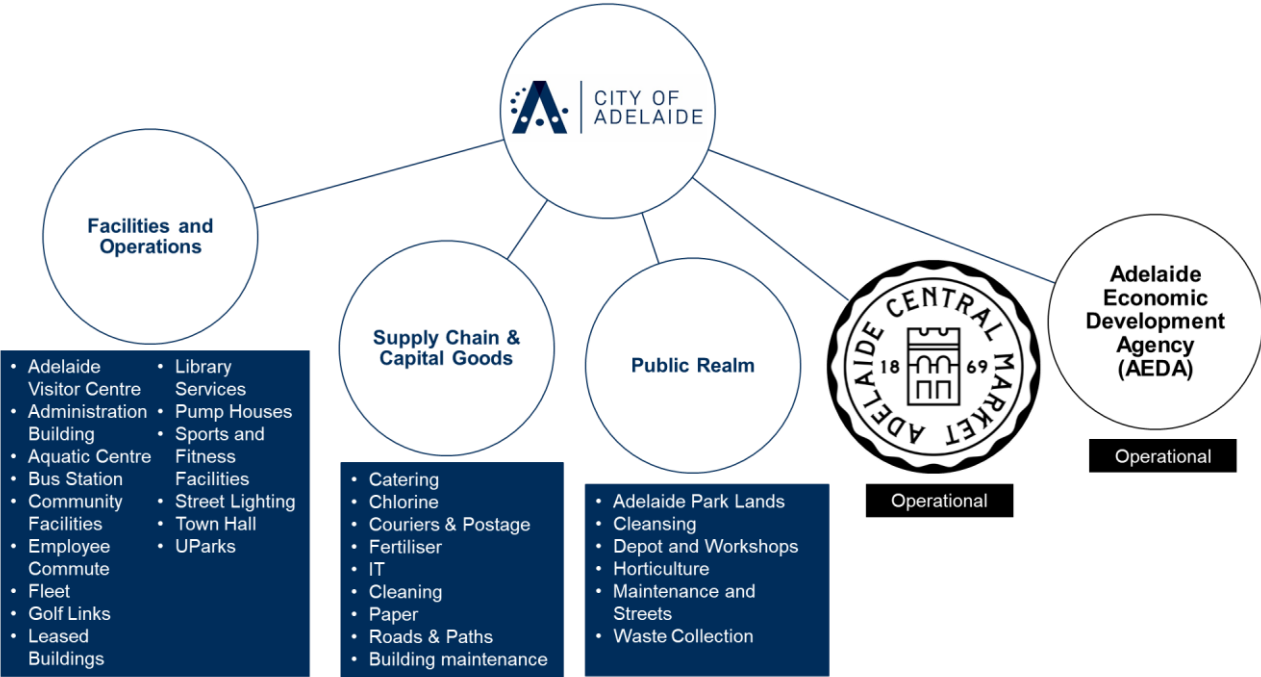 CITY OF
ADELAIDE
Facilities and
Operations
• Adelaide
Visitor Centre
• Administration
Building
• Aquatic Centre
• Bus Station
• Community
Facilities
• Employee
Commute
• Fleet
• Golf Links
• Leased
Buildings
• Library
Services
• Pump Houses
• Sports and
Fitness
Facilities
• Street Lighting
• Town Hall
• UParks
Supply Chain &
Capital Goods
• Catering
• Chlorine
• Couriers & Postage
• Fertiliser
• IT
• Cleaning
• Paper
• Roads & Paths
• Building maintenance
Public Realm
• Adelaide Park Lands
• Cleansing
• Depot and Workshops
• Horticulture
• Maintenance and
Streets
• Waste Collection
ADELAIDE CENTRAL MARKET
18 69
Operational
Adelaide
Economic
Development
Agency
(AEDA)
Operational